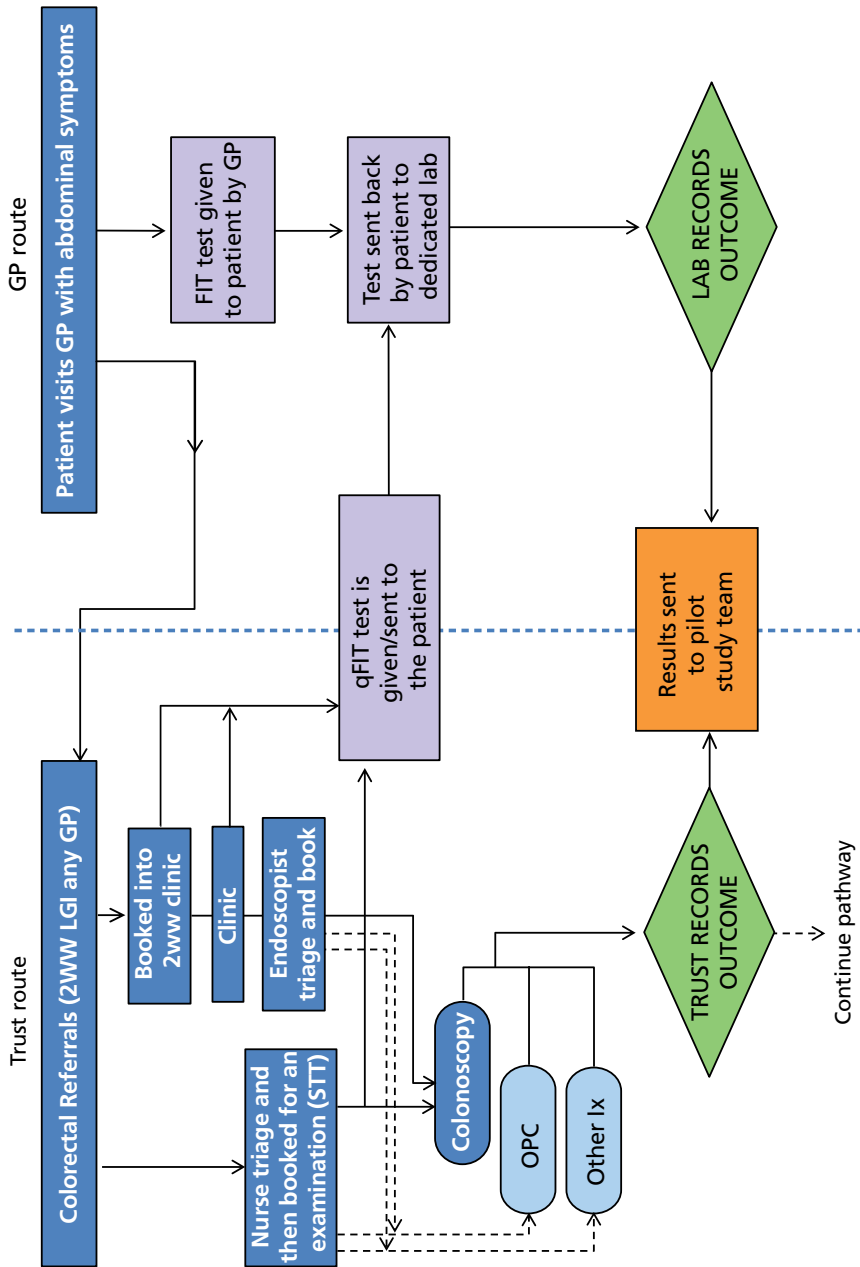 Trust route
GP route
Colorectal Referrals (2WW LGI any GP)
Patient visits GP with abdominal symptoms
Nurse triage and
then booked for an
examination (STT)
Booked into
2ww clinic
Clinic
Endoscopist
triage and book
FIT test given
to patient by GP
qFIT test is
given/sent to
the patient
Test sent back
by patient to
dedicated lab
Colonoscopy
OPC
Other Ix
TRUST RECORDS
OUTCOME
Results sent
to pilot
study team
LAB RECORDS
OUTCOME
Continue pathway